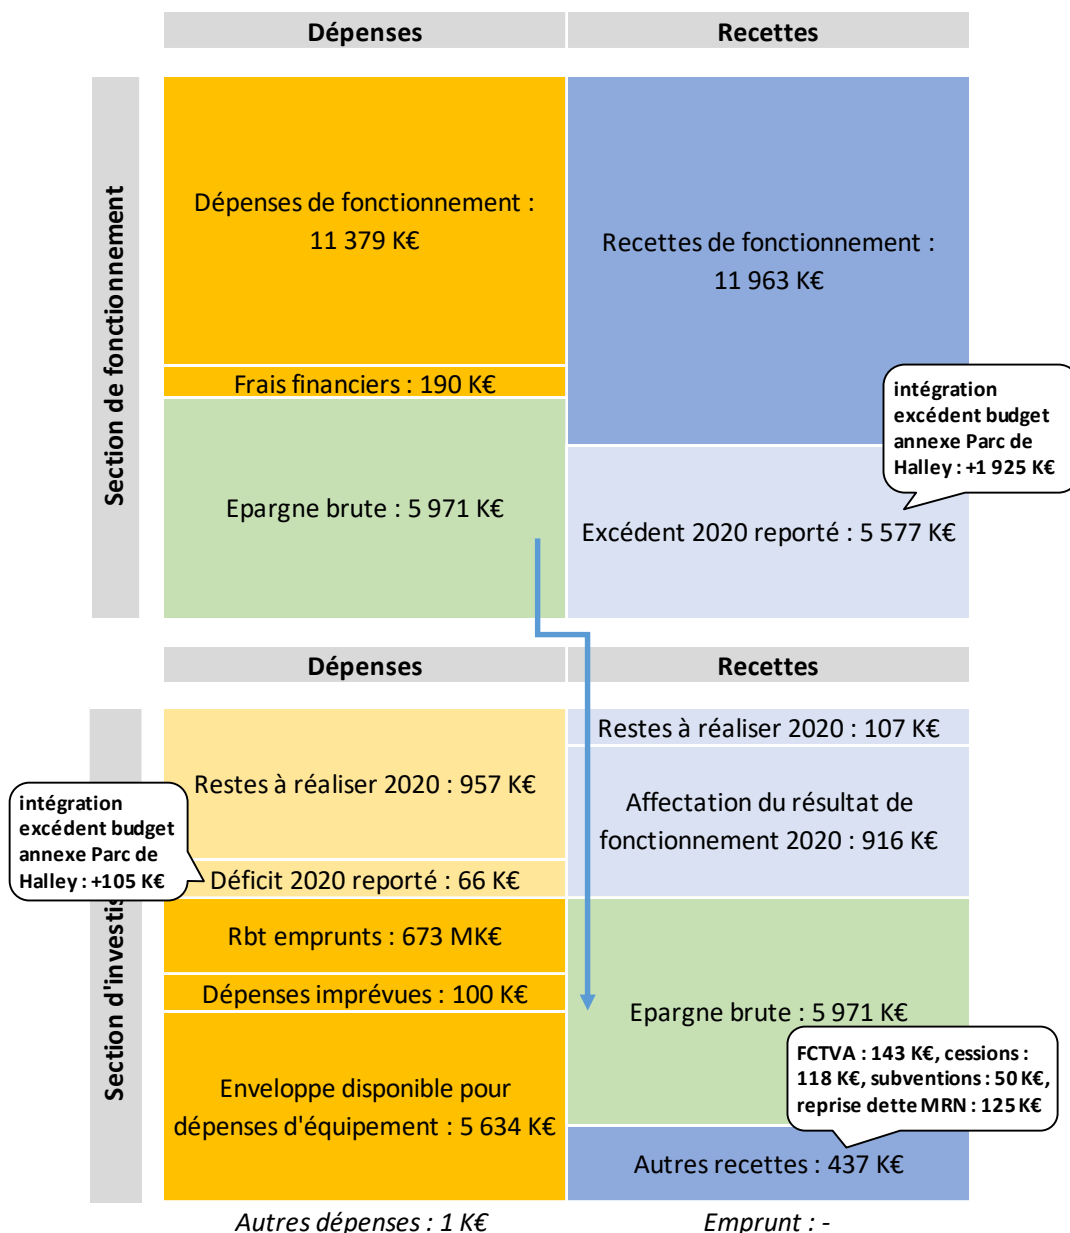 Dépenses
Recettes
Section de fonctionnement
Dépenses de fonctionnement :
11 379 K€
Frais financiers : 190 K€
Epargne brute : 5 971 K€
Recettes de fonctionnement :
11 963 K€
intégration
excédent budget
annexe Parc de
Halley : +1 925 K€
Excédent 2020 reporté : 5 577 K€
Dépenses
Recettes
Section d'investis
Restes à réaliser 2020 : 957 K€
intégration
excédent budget
annexe Parc de
Halley : +105 K€
Déficit 2020 reporté : 66 K€
Rbt emprunts : 673 MK€
Dépenses imprévues : 100 K€
Enveloppe disponible pour
dépenses d'équipement : 5 634 K€
Restes à réaliser 2020 : 107 K€
Affectation du résultat de
fonctionnement 2020 : 916 K€
Epargne brute : 5 971 K€
FCTVA : 143 K€, cessions :
118 K€, subventions : 50 K€,
reprise dette MRN : 125 K€
Autres recettes : 437 K€
Autres dépenses : 1 K€
Emprunt : -